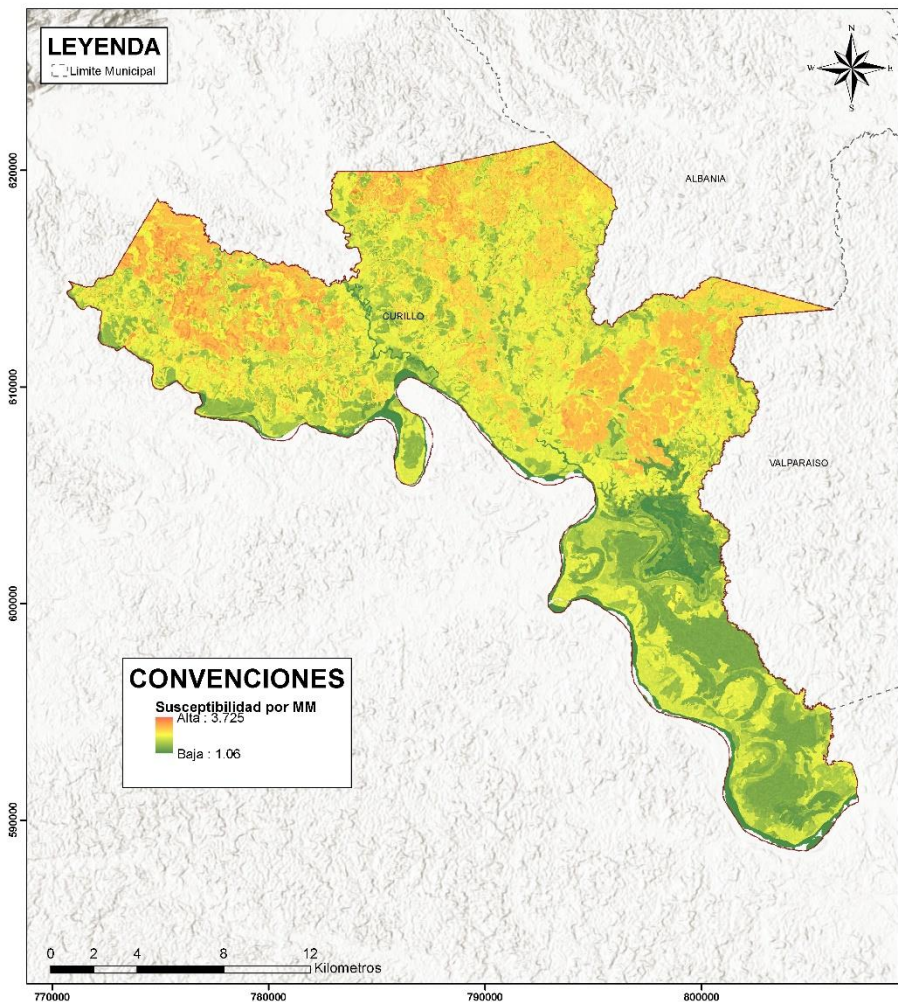 LEYENDA
Limite Municipal
N
W
E
S
620000
ALBANIA
CURILLO
610000
VALPARAISO
600000
CONVENCIONES
Susceptibilidad por MM
Alta : 3.725
Baja : 1.06
590000
0 2 4 8 12
Kilometros
770000 780000 790000 800000